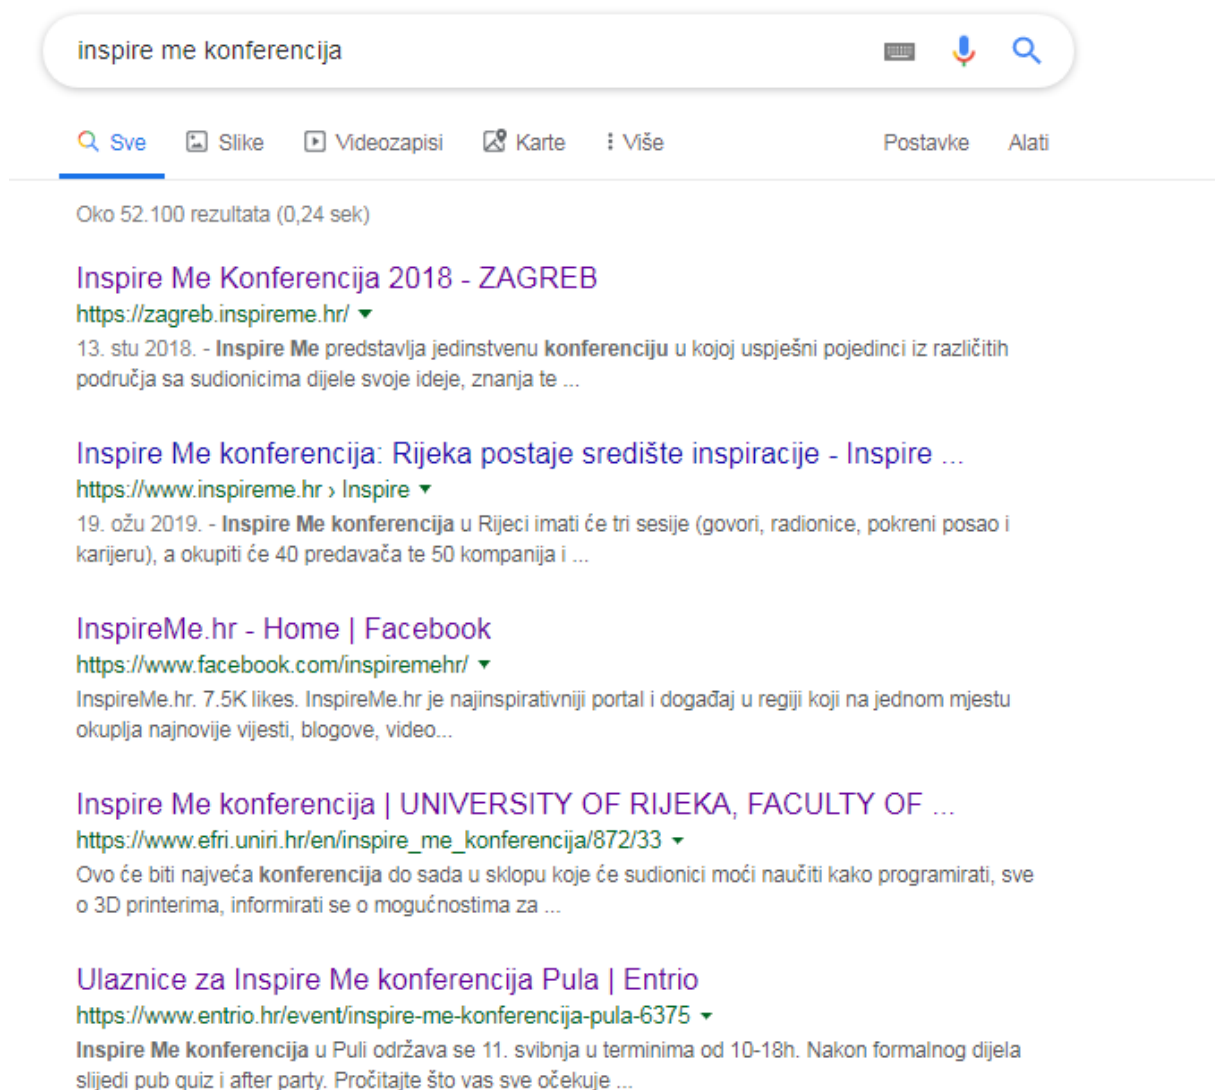 inspire me konferencija
Sve Slike Videozapisi Karte Više Postavke Alati
Oko 52.100 rezultata (0,24 sek)
Inspire Me Konferencija 2018 - ZAGREB
https://zagreb.inspireme.hr/
13. stu 2018. - Inspire Me predstavlja jedinstvenu konferenciju u kojoj uspješni pojedinci iz različitih
područja sa sudionicima dijele svoje ideje, znanja te ...
Inspire Me konferencija: Rijeka postaje središte inspiracije - Inspire ...
https://www.inspireme.hr › Inspire
19. ožu 2019. - Inspire Me konferencija u Rijeci imati će tri sesije (govori, radionice, pokreni posao i
karijeru), a okupiti će 40 predavača te 50 kompanija i ...
InspireMe.hr - Home | Facebook
https://www.facebook.com/inspiremehr/
InspireMe.hr. 7.5K likes. InspireMe.hr je najinspirativniji portal i događaj u regiji koji na jednom mjestu
okuplja najnovije vijesti, blogove, video...
Inspire Me konferencija | UNIVERSITY OF RIJEKA, FACULTY OF ...
https://www.efri.uniri.hr/en/inspire_me_konferencija/872/33
Ovo će biti najveća konferencija do sada u sklopu koje će sudionici moći naučiti kako programirati, sve
o 3D printerima, informirati se o mogućnostima za ...
Ulaznice za Inspire Me konferencija Pula | Entrio
https://www.entrio.hr/event/inspire-me-konferencija-pula-6375
Inspire Me konferencija u Puli održava se 11. svibnja u terminima od 10-18h. Nakon formalnog dijela
slijedi pub quiz i after party. Pročitajte što vas sve očekuje ...